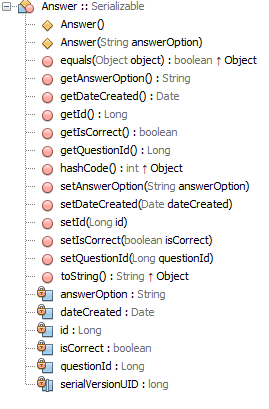 Answer :: Serializable
Answer()
Answer(String answerOption)
equals(Object object) : boolean ↑ Object
getAnswerOption() : String
getDateCreated() : Date
getId() : Long
getIsCorrect() : boolean
getQuestionId() : Long
hashCode() : int ↑ Object
setAnswerOption(String answerOption)
setDateCreated(Date dateCreated)
setId(Long id)
setIsCorrect(boolean isCorrect)
setQuestionId(Long questionId)
toString() : String ↑ Object
answerOption : String
dateCreated : Date
id : Long
isCorrect : boolean
questionId : Long
serialVersionUID : long